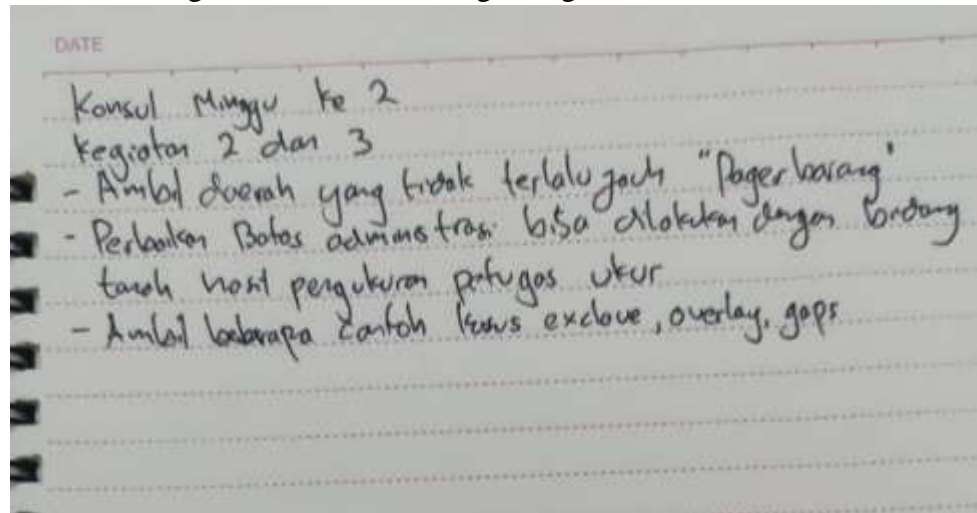 DATE
Konsul Minggu ke 2
kegiatan 2 dan 3
- Ambil daerah yang tidak terlalu jauh "Pagerbarang"
- Perbaikan Batas administrasi bisa dilakukan dengan bidang
tanah hasil pengukuran petugas ukur
- Ambil beberapa contoh kasus exclave, overlay, gaps